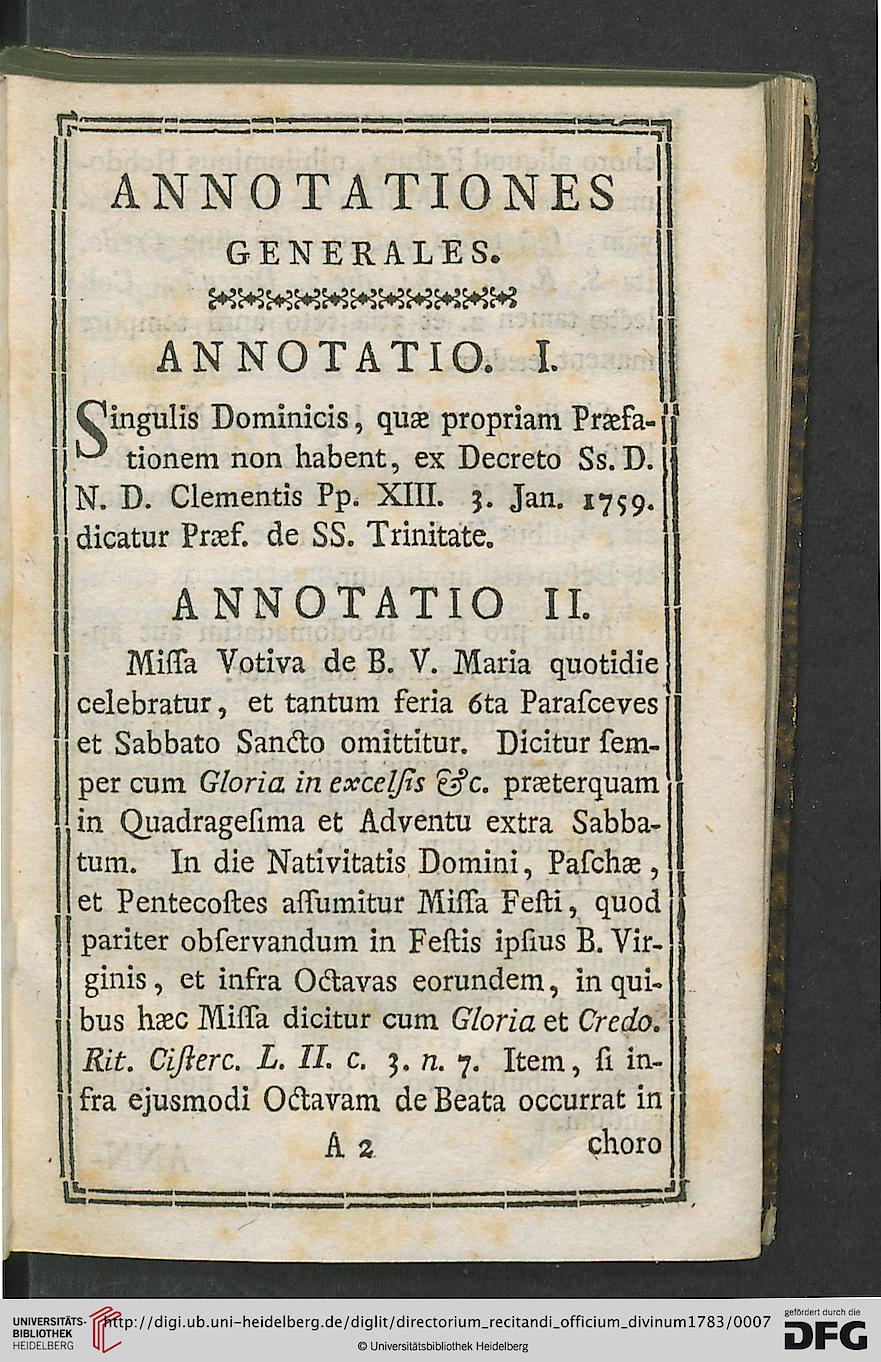 ANNOTATIONES
GENERALES.
ANNOTATIO. I.
Singulis Dominicis, quæ propriam Præfa-
tionem non habent, ex Decreto Ss. D.
N. D. Clementis Pp. XIII. 3. Jan. 1759.
dicatur Præf. de SS. Trinitate.
ANNOTATIO II.
Miſſa Votiva de B. V. Maria quotidie
celebratur, et tantum feria 6ta Paraſceves
et Sabbato Sancto omittitur. Dicitur ſem-
per cum Gloria in excelſis &c. præterquam
in Quadrageſima et Adventu extra Sabba-
tum. In die Nativitatis Domini, Paſchæ,
et Pentecoſtes aſſumitur Miſſa Feſti, quod
pariter obſervandum in Feſtis ipſius B. Vir-
ginis, et infra Octavas eorundem, in qui-
bus hæc Miſſa dicitur cum Gloria et Credo.
Rit. Ciſterc. L. II. c. 3. n. 7. Item, ſi in-
fra ejusmodi Octavam de Beata occurrat in
A 2 choro
UNIVERSITÄTS-
BIBLIOTHEK
HEIDELBERG
http://digi.ub.uni-heidelberg.de/diglit/directorium_recitandi_officium_divinum1783/0007
© Universitätsbibliothek Heidelberg
gefördert durch die
DFG